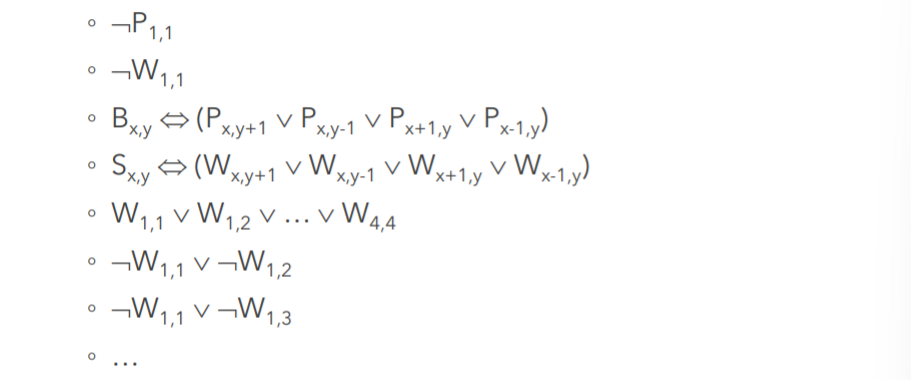 ◦ ¬P₁,₁
◦ ¬W₁,₁
◦ Bx,y ⇔ (Px,y+1 ∨ Px,y-1 ∨ Px+1,y ∨ Px-1,y)
◦ Sx,y ⇔ (Wx,y+1 ∨ Wx,y-1 ∨ Wx+1,y ∨ Wx-1,y)
◦ W₁,₁ ∨ W₁,₂ ∨ … ∨ W₄,₄
◦ ¬W₁,₁ ∨ ¬W₁,₂
◦ ¬W₁,₁ ∨ ¬W₁,₃
◦ …